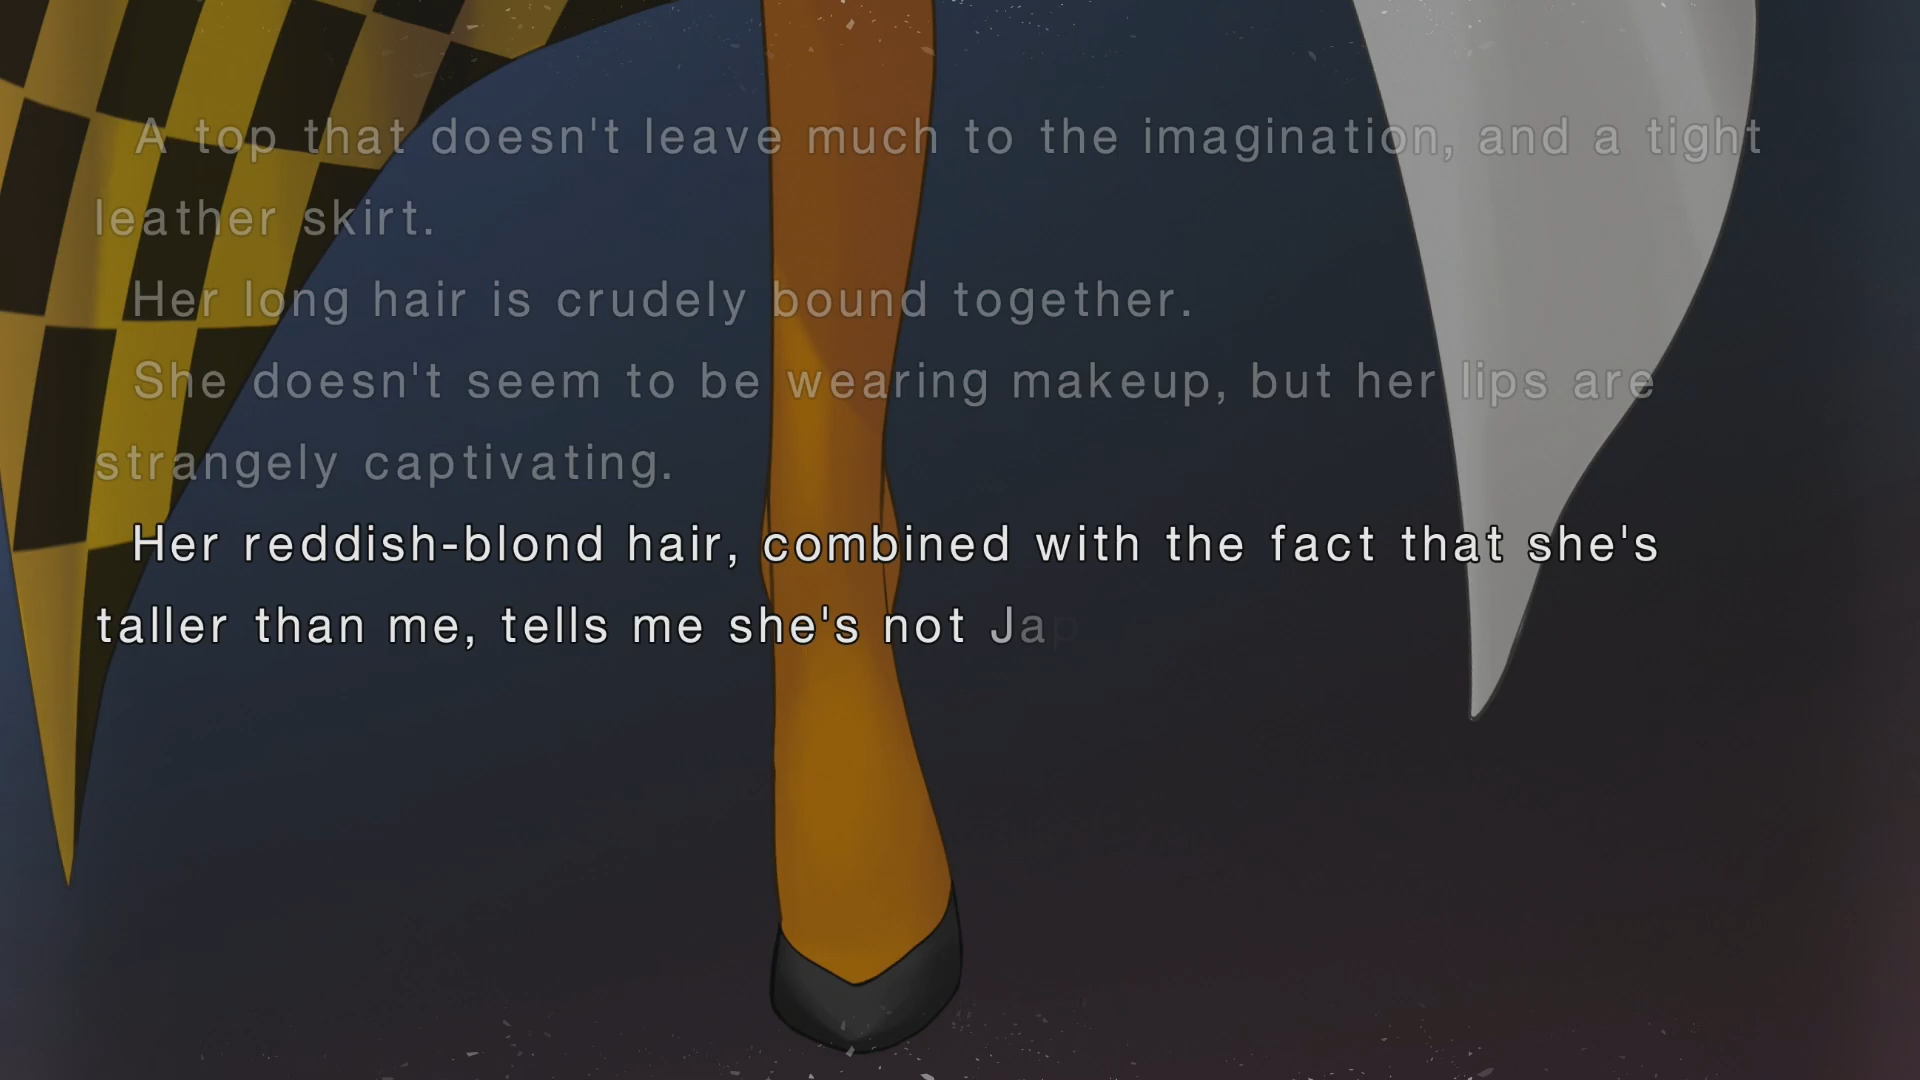 A top that doesn't leave much to the imagination, and a tight
leather skirt.
Her long hair is crudely bound together.
She doesn't seem to be wearing makeup, but her lips are
strangely captivating.
Her reddish-blond hair, combined with the fact that she's
taller than me, tells me she's not Jap